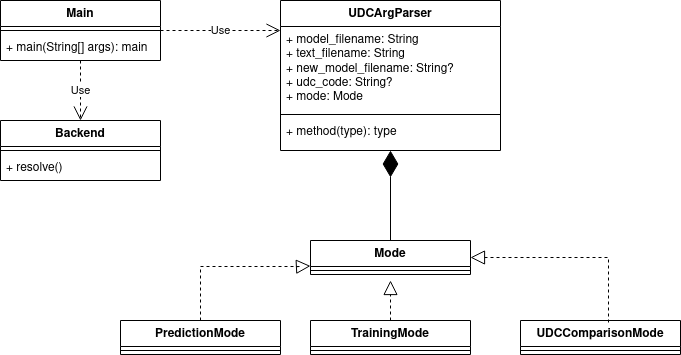 Main
+ main(String[] args): main
Use
UDCArgParser
+ model_filename: String
+ text_filename: String
+ new_model_filename: String?
+ udc_code: String?
+ mode: Mode
+ method(type): type
Use
Backend
+ resolve()
Mode
PredictionMode
TrainingMode
UDCComparisonMode